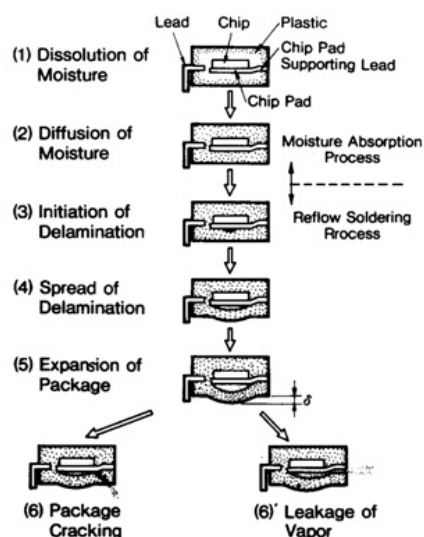 Lead
Chip
Plastic
(1) Dissolution of
Moisture
Chip Pad
Supporting Lead
Chip Pad
(2) Diffusion of
Moisture
Moisture Absorption
Process
(3) Initiation of
Delamination
Reflow Soldering
Rrocess
(4) Spread of
Delamination
(5) Expansion of
Package
δ
(6) Package
Cracking
(6)' Leakage of
Vapor